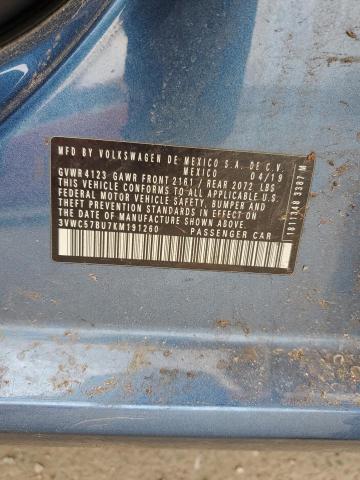 MFD BY VOLKSWAGEN DE MEXICO S.A. DE C.V.
MEXICO 04/19
GVWR 4123 GAWR FRONT 2161 / REAR 2072 LBS
THIS VEHICLE CONFORMS TO ALL APPLICABLE U.S.
FEDERAL MOTOR VEHICLE SAFETY, BUMPER AND
THEFT PREVENTION STANDARDS IN EFFECT ON
THE DATE OF MANUFACTURE SHOWN ABOVE.
3VWC57BU7KM191260
PASSENGER CAR
1811348 3387 M